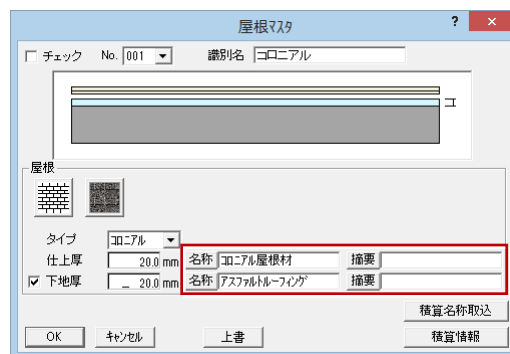 屋根ﾏｽﾀ ? ×
チェック No. 001 識別名 コロニアル
コ
屋根
タイプ ｺﾛﾆｱﾙ
仕上厚 20.0 mm 名称 ｺﾛﾆｱﾙ屋根材 摘要
下地厚 20.0 mm 名称 ｱｽﾌｧﾙﾄﾙｰﾌｨﾝｸﾞ 摘要
積算名称取込
OK ｷｬﾝｾﾙ 上書 積算情報